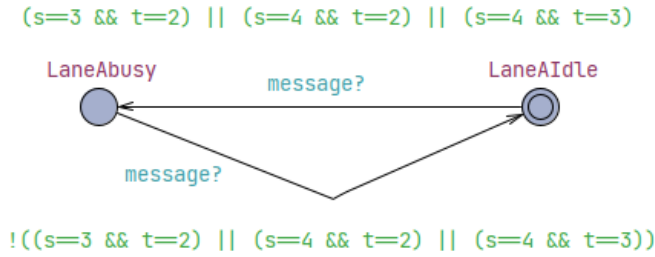 (s==3 && t==2) || (s==4 && t==2) || (s==4 && t==3)
LaneAbusy
LaneAIdle
message?
message?
!((s==3 && t==2) || (s==4 && t==2) || (s==4 && t==3))